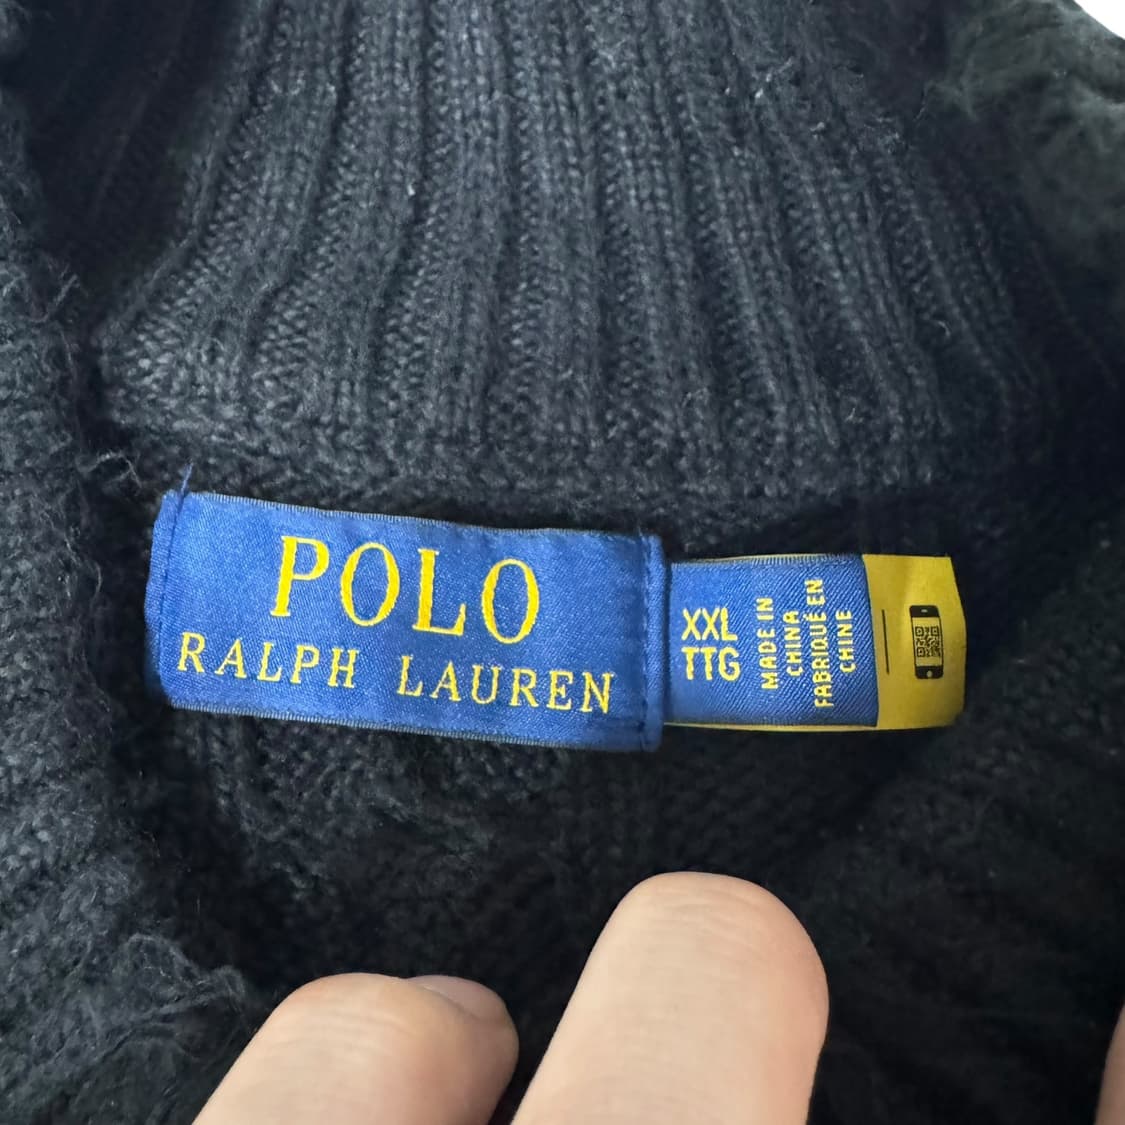 POLO
RALPH LAUREN
XXL
TTG
MADE IN
CHINA
FABRIQUÉ EN
CHINE